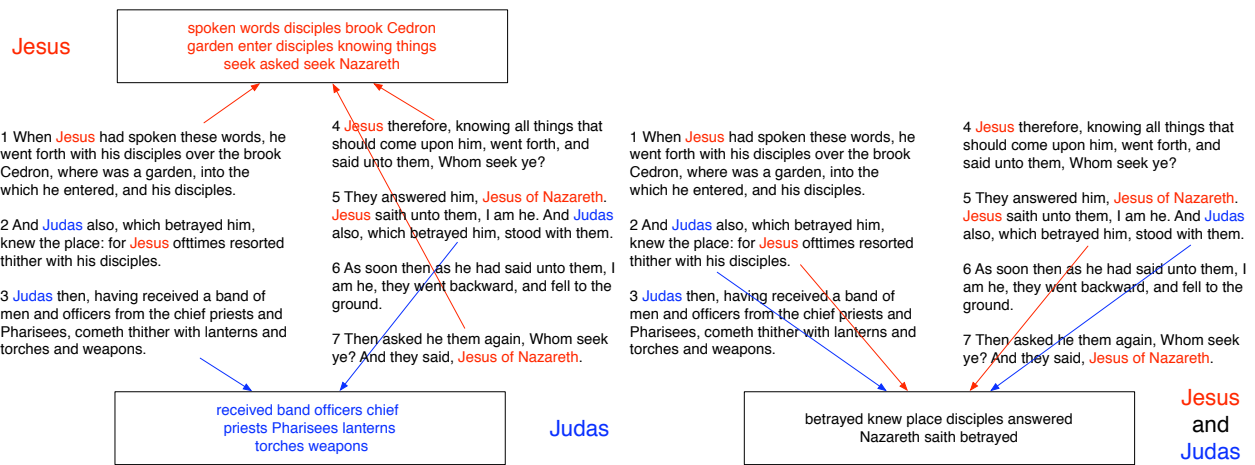 Jesus
spoken words disciples brook Cedron
garden enter disciples knowing things
seek asked seek Nazareth
1 When Jesus had spoken these words, he
went forth with his disciples over the brook
Cedron, where was a garden, into the
which he entered, and his disciples.
2 And Judas also, which betrayed him,
knew the place: for Jesus ofttimes resorted
thither with his disciples.
3 Judas then, having received a band of
men and officers from the chief priests and
Pharisees, cometh thither with lanterns and
torches and weapons.
4 Jesus therefore, knowing all things that
should come upon him, went forth, and
said unto them, Whom seek ye?
5 They answered him, Jesus of Nazareth.
Jesus saith unto them, I am he. And Judas
also, which betrayed him, stood with them.
6 As soon then as he had said unto them, I
am he, they went backward, and fell to the
ground.
7 Then asked he them again, Whom seek
ye? And they said, Jesus of Nazareth.
received band officers chief
priests Pharisees lanterns
torches weapons
Judas
1 When Jesus had spoken these words, he
went forth with his disciples over the brook
Cedron, where was a garden, into the
which he entered, and his disciples.
2 And Judas also, which betrayed him,
knew the place: for Jesus ofttimes resorted
thither with his disciples.
3 Judas then, having received a band of
men and officers from the chief priests and
Pharisees, cometh thither with lanterns and
torches and weapons.
4 Jesus therefore, knowing all things that
should come upon him, went forth, and
said unto them, Whom seek ye?
5 They answered him, Jesus of Nazareth.
Jesus saith unto them, I am he. And Judas
also, which betrayed him, stood with them.
6 As soon then as he had said unto them, I
am he, they went backward, and fell to the
ground.
7 Then asked he them again, Whom seek
ye? And they said, Jesus of Nazareth.
betrayed knew place disciples answered
Nazareth saith betrayed
Jesus
and
Judas